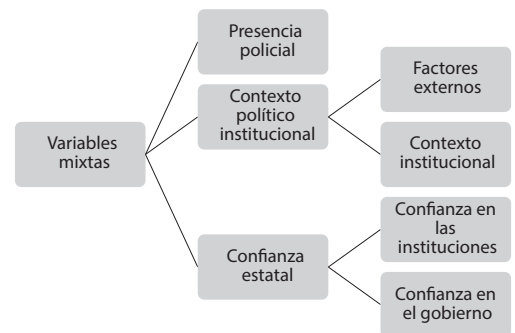 Variables
mixtas
Presencia
policial
Contexto
político
institucional
Factores
externos
Contexto
institucional
Confianza
estatal
Confianza en
las
instituciones
Confianza en
el gobierno